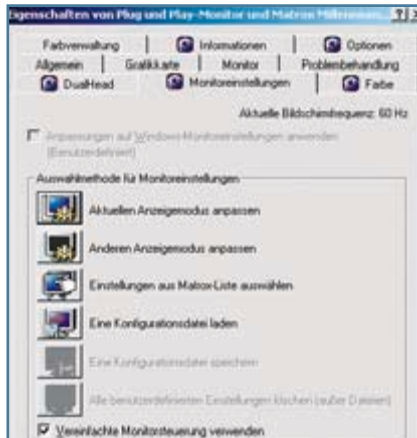 Eigenschaften von Plug und Play-Monitor und Matrox Millennium...
Farbverwaltung Informationen Optionen
Allgemein Grafikkarte Monitor Problembehandlung
DualHead Monitoreinstellungen Farbe
Aktuelle Bildschirmfrequenz: 60 Hz
Anpassungen auf Windows-Monitoreinstellungen anwenden
(Benutzerdefiniert)
Auswahlmethode für Monitoreinstellungen
Aktuellen Anzeigemodus anpassen
Anderen Anzeigemodus anpassen
Einstellungen aus Matrox-Liste auswählen
Eine Konfigurationsdatei laden
Eine Konfigurationsdatei speichern
Alle benutzerdefinierten Einstellungen löschen (außer Dateien)
Vereinfachte Monitorsteuerung verwenden